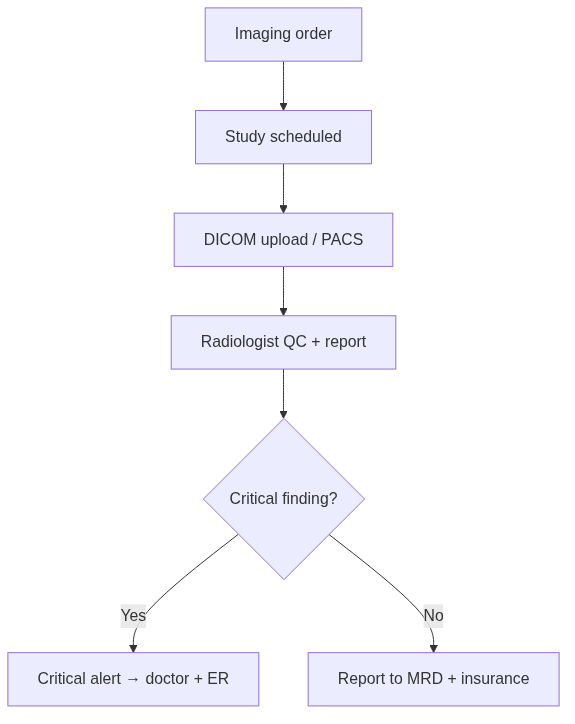 Imaging order
Study scheduled
DICOM upload / PACS
Radiologist QC + report
Critical finding?
Yes
No
Critical alert → doctor + ER
Report to MRD + insurance